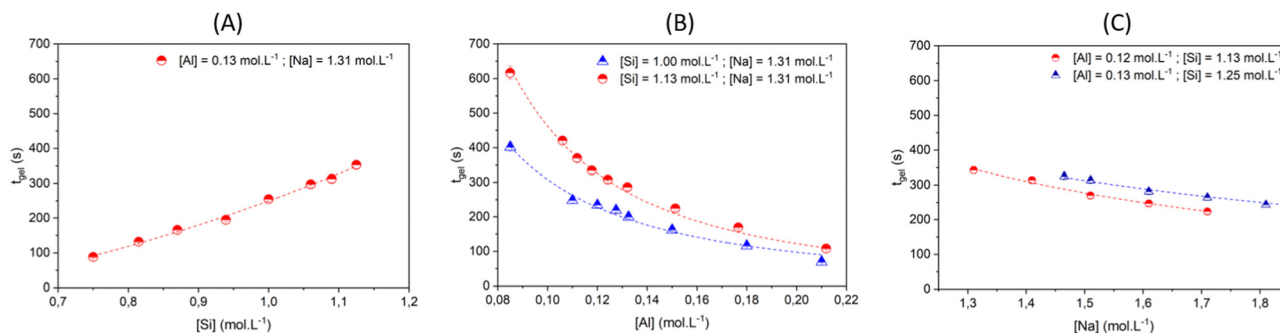 (A)
700
600
500
400
300
200
100
0
t_gel (s)
[Al] = 0.13 mol.L⁻¹ ; [Na] = 1.31 mol.L⁻¹
0,7 0,8 0,9 1,0 1,1 1,2
[Si] (mol.L⁻¹)
(B)
700
600
500
400
300
200
100
0
t_gel (s)
[Si] = 1.00 mol.L⁻¹ ; [Na] = 1.31 mol.L⁻¹
[Si] = 1.13 mol.L⁻¹ ; [Na] = 1.31 mol.L⁻¹
0,08 0,10 0,12 0,14 0,16 0,18 0,20 0,22
[Al] (mol.L⁻¹)
(C)
700
600
500
400
300
200
100
0
t_gel (s)
[Al] = 0.12 mol.L⁻¹ ; [Si] = 1.13 mol.L⁻¹
[Al] = 0.13 mol.L⁻¹ ; [Si] = 1.25 mol.L⁻¹
1,3 1,4 1,5 1,6 1,7 1,8
[Na] (mol.L⁻¹)